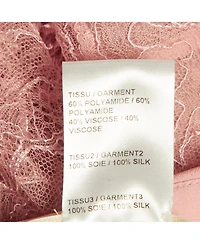 TISSU / GARMENT
60% POLYAMIDE / 60%
POLYAMIDE
40% VISCOSE / 40%
VISCOSE
TISSU2 / GARMENT2
100% SOIE / 100% SILK
TISSU3 / GARMENT3
100% SOIE / 100% SILK